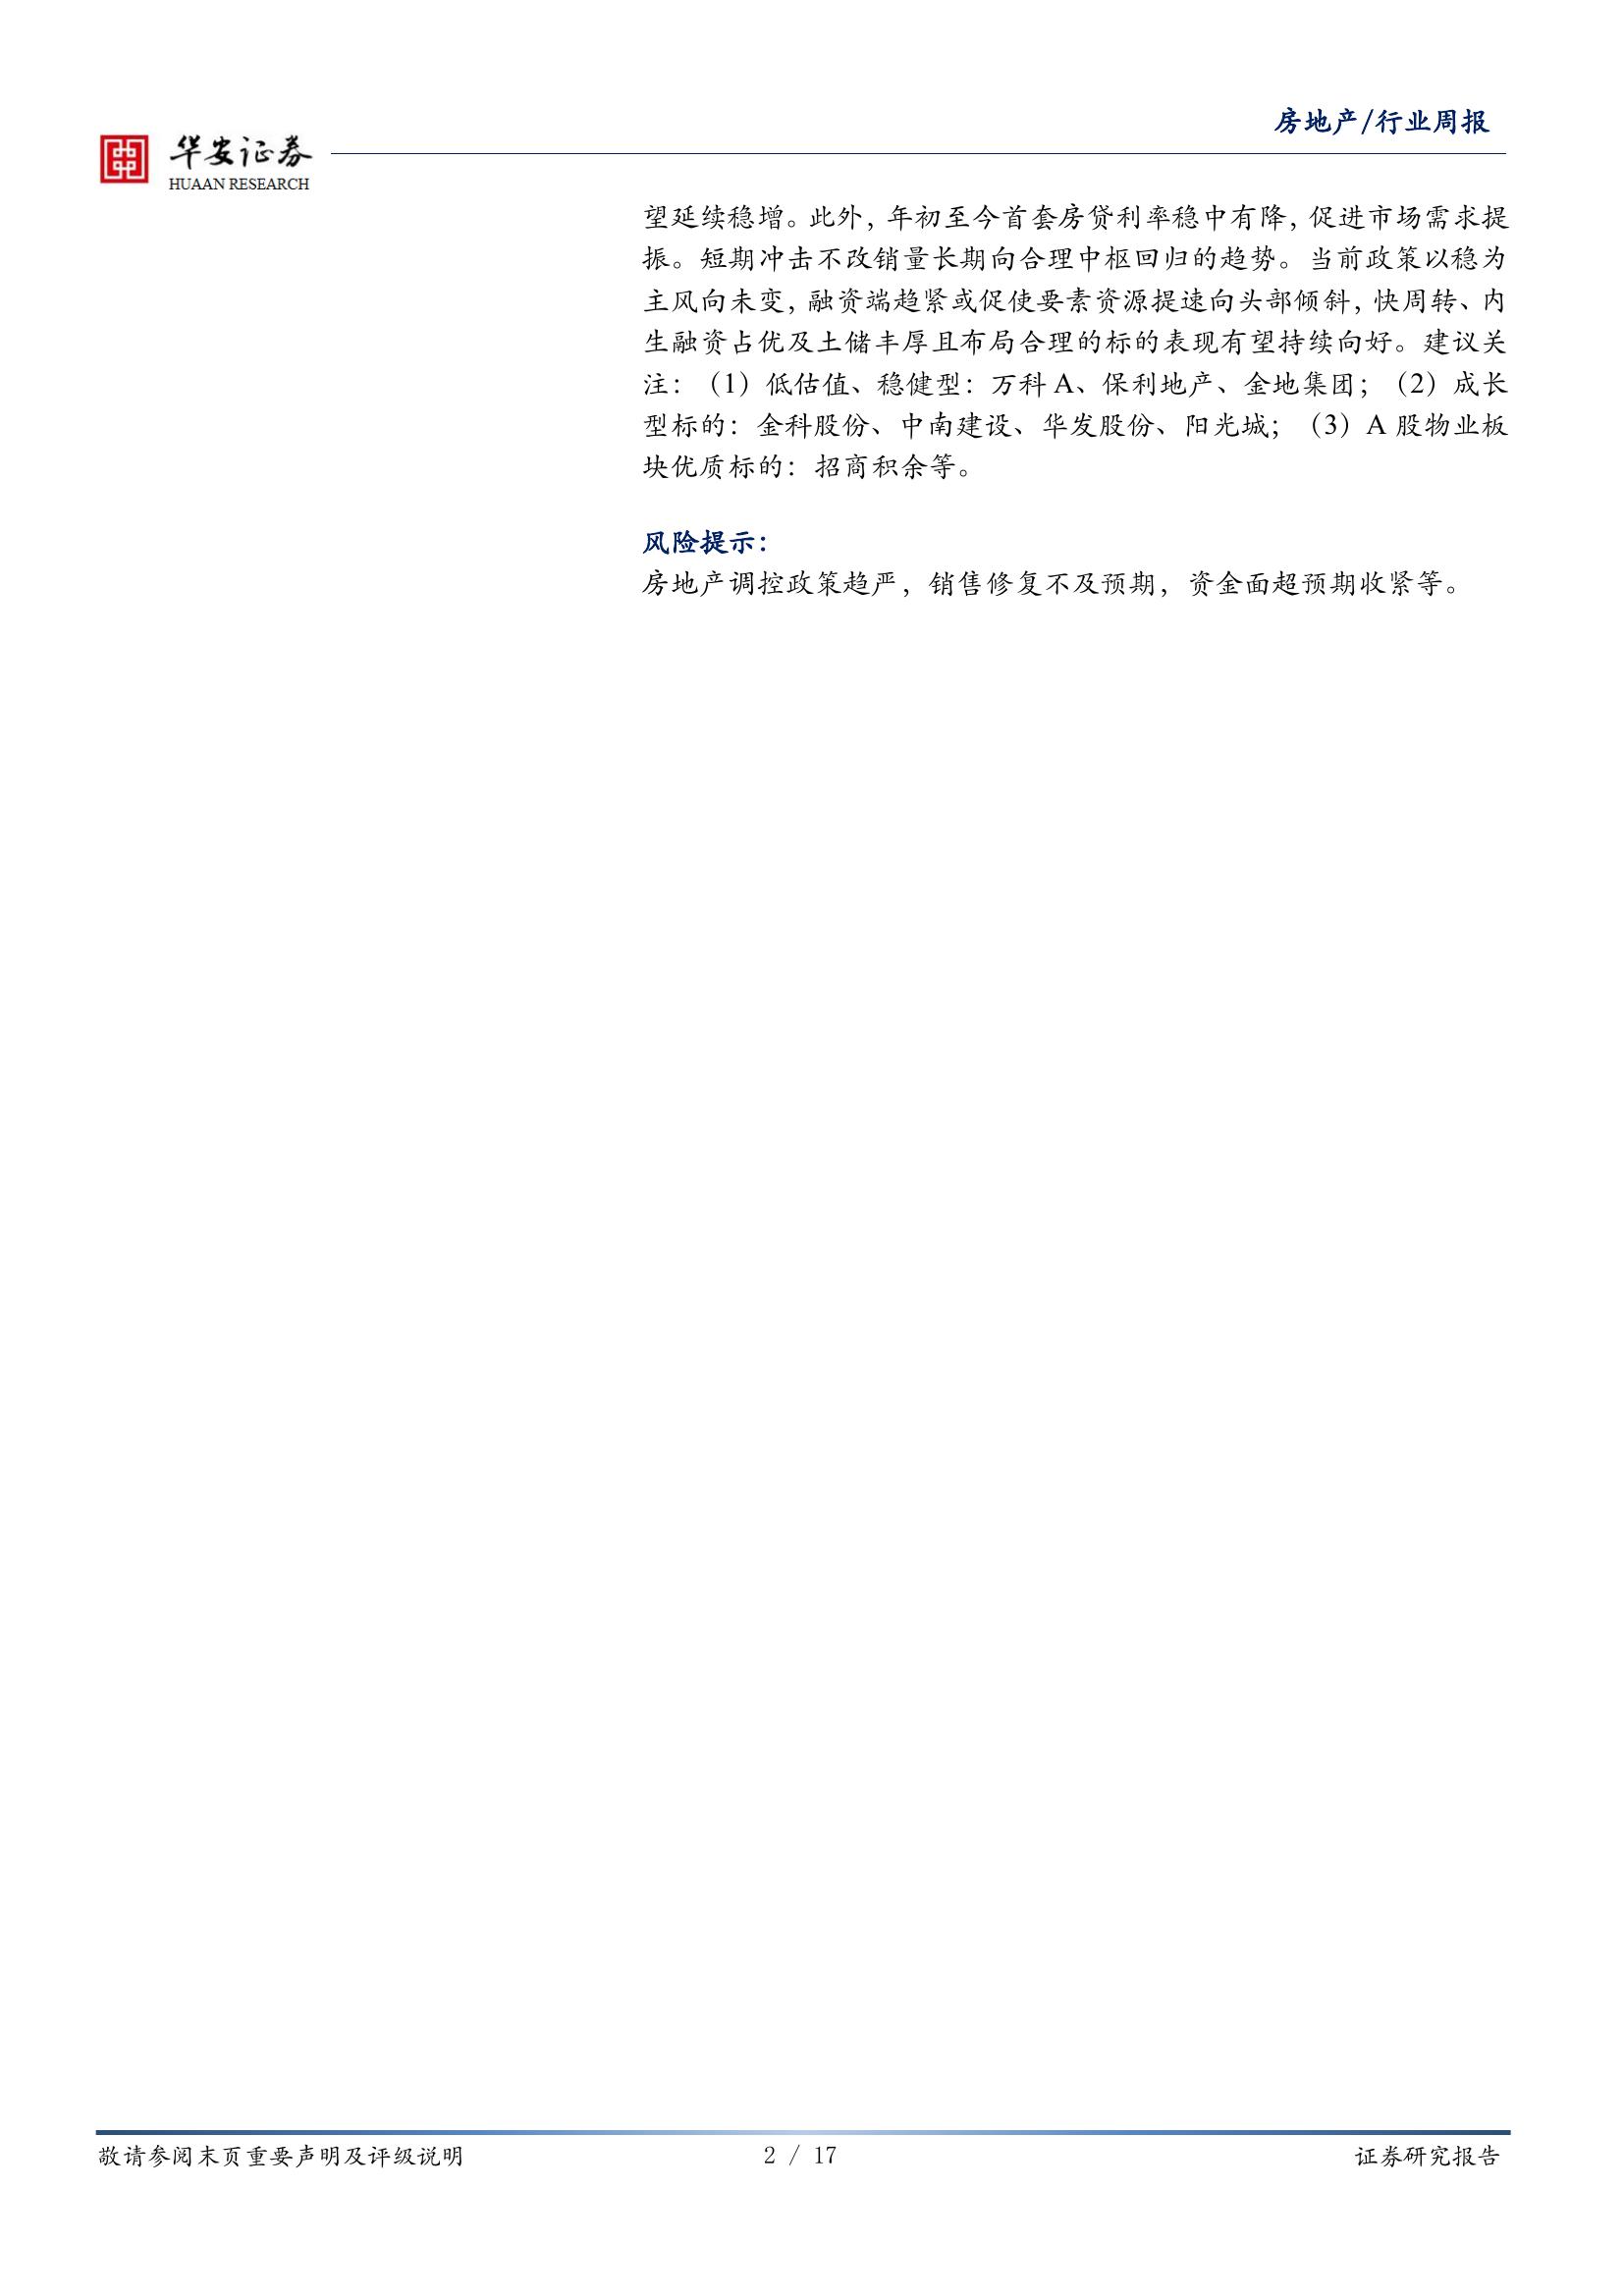 房地产/行业周报
华安证券
HUAAN RESEARCH
望延续稳增。此外，年初至今首套房贷利率稳中有降，促进市场需求提
振。短期冲击不改销量长期向合理中枢回归的趋势。当前政策以稳为
主风向未变，融资端趋紧或促使要素资源提速向头部倾斜，快周转、内
生融资占优及土储丰厚且布局合理的标的表现有望持续向好。建议关
注：（1）低估值、稳健型：万科 A、保利地产、金地集团；（2）成长
型标的：金科股份、中南建设、华发股份、阳光城；（3）A 股物业板
块优质标的：招商积余等。
风险提示：
房地产调控政策趋严，销售修复不及预期，资金面超预期收紧等。
敬请参阅末页重要声明及评级说明
2 / 17
证券研究报告